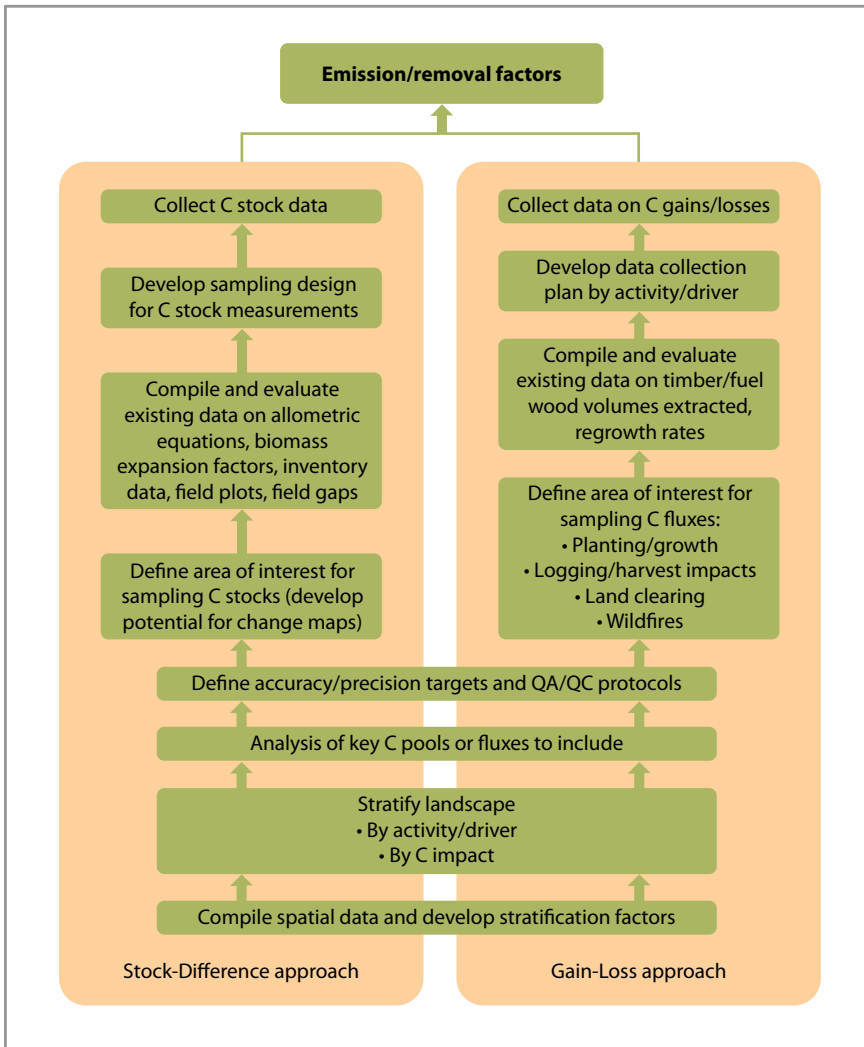 Emission/removal factors
Collect C stock data
Develop sampling design
for C stock measurements
Compile and evaluate
existing data on allometric
equations, biomass
expansion factors, inventory
data, field plots, field gaps
Define area of interest for
sampling C stocks (develop
potential for change maps)
Collect data on C gains/losses
Develop data collection
plan by activity/driver
Compile and evaluate
existing data on timber/fuel
wood volumes extracted,
regrowth rates
Define area of interest for
sampling C fluxes:
• Planting/growth
• Logging/harvest impacts
• Land clearing
• Wildfires
Define accuracy/precision targets and QA/QC protocols
Analysis of key C pools or fluxes to include
Stratify landscape
• By activity/driver
• By C impact
Compile spatial data and develop stratification factors
Stock-Difference approach
Gain-Loss approach